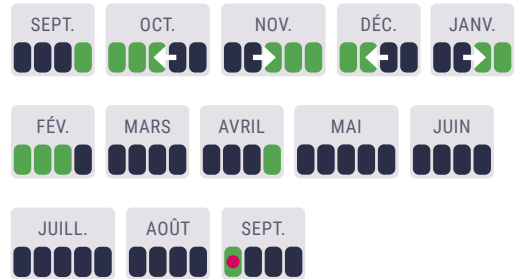 SEPT. OCT. NOV. DÉC. JANV.
FÉV. MARS AVRIL MAI JUIN
JUILL. AOÛT SEPT.